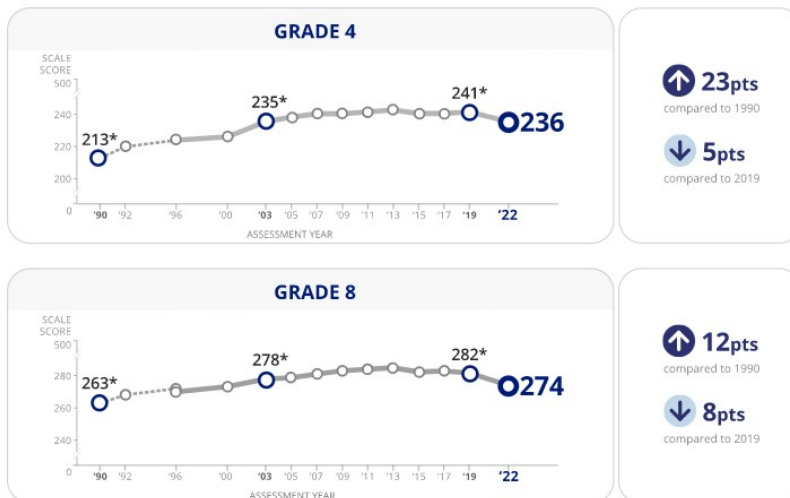 GRADE 4
SCALE
SCORE
500
240
220
200
0
213*
235*
241*
236
'90 '92 '96 '00 '03 '05 '07 '09 '11 '13 '15 '17 '19 '22
ASSESSMENT YEAR
23pts
compared to 1990
5pts
compared to 2019
GRADE 8
SCALE
SCORE
500
280
260
240
0
263*
278*
282*
274
'90 '92 '96 '00 '03 '05 '07 '09 '11 '13 '15 '17 '19 '22
ASSESSMENT YEAR
12pts
compared to 1990
8pts
compared to 2019